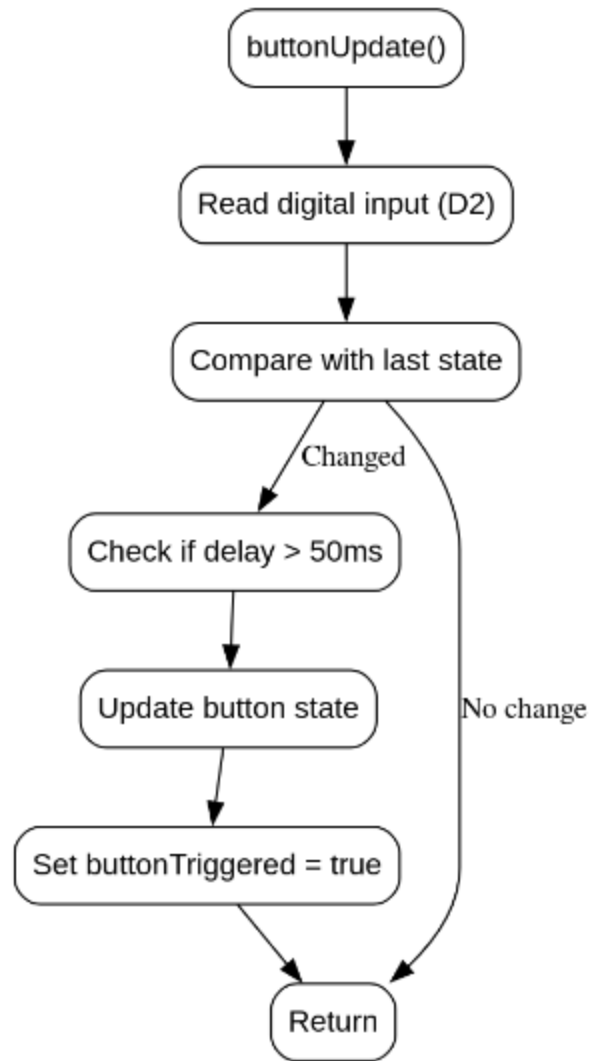 buttonUpdate()
Read digital input (D2)
Compare with last state
Changed
Check if delay > 50ms
Update button state
No change
Set buttonTriggered = true
Return